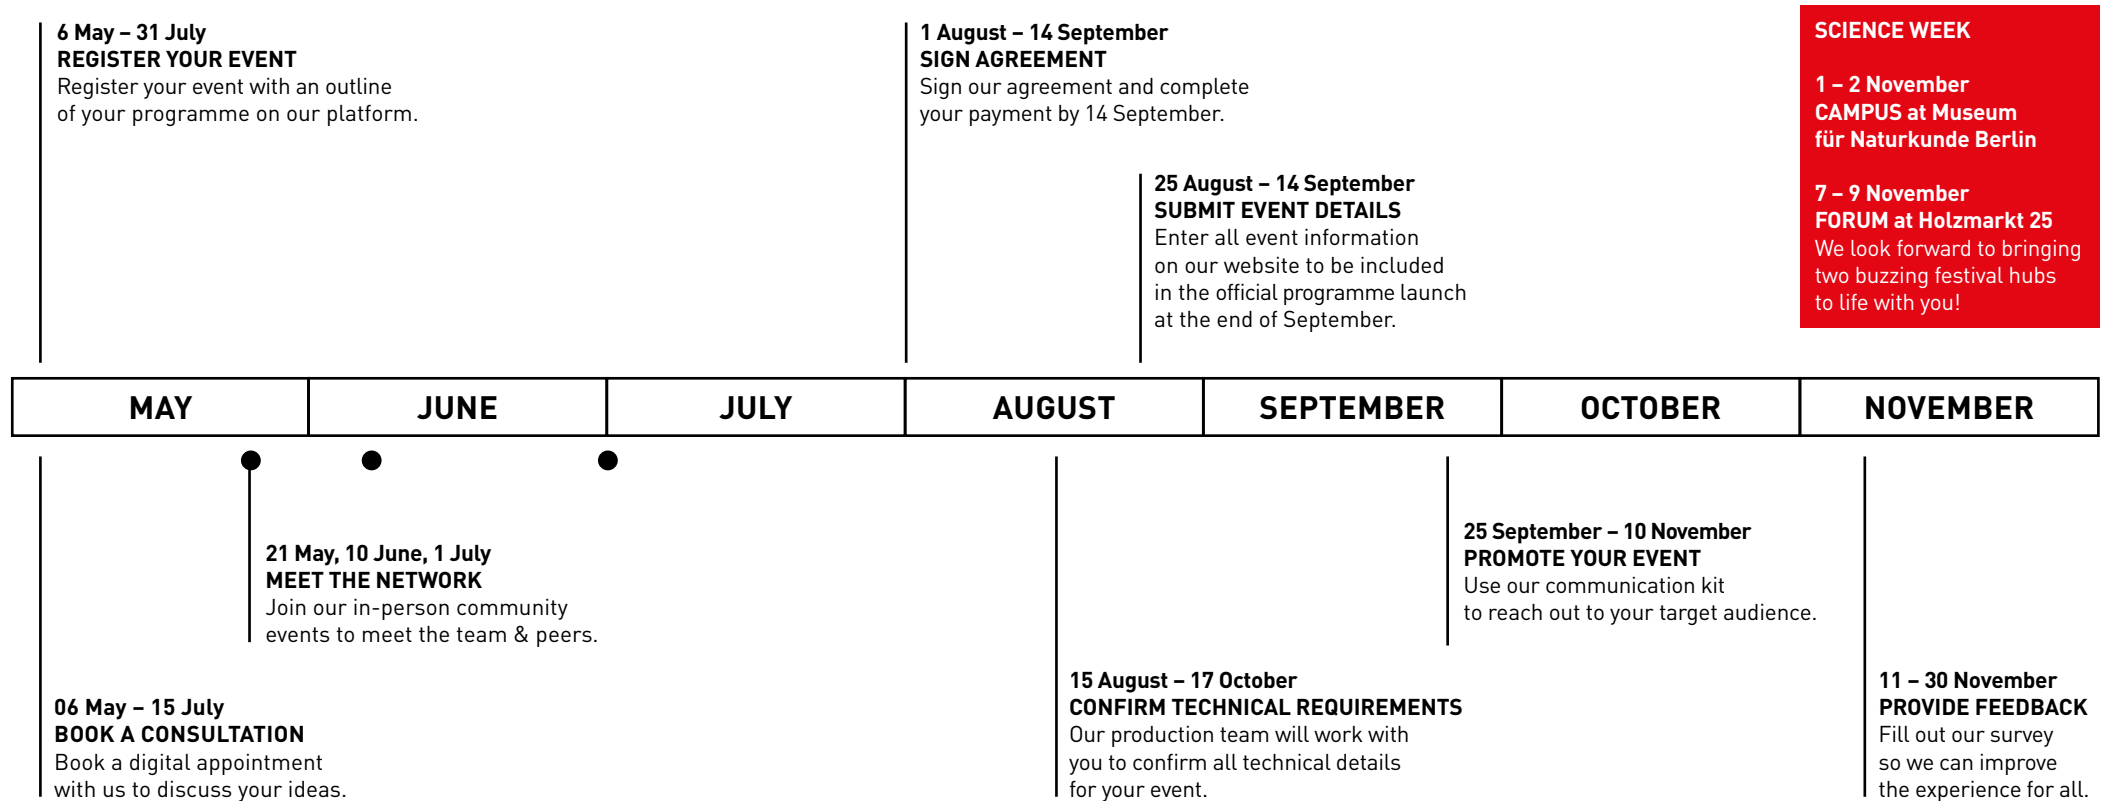 6 May – 31 July
REGISTER YOUR EVENT
Register your event with an outline
of your programme on our platform.
1 August – 14 September
SIGN AGREEMENT
Sign our agreement and complete
your payment by 14 September.
25 August – 14 September
SUBMIT EVENT DETAILS
Enter all event information
on our website to be included
in the official programme launch
at the end of September.
SCIENCE WEEK
1 – 2 November
CAMPUS at Museum
für Naturkunde Berlin
7 – 9 November
FORUM at Holzmarkt 25
We look forward to bringing
two buzzing festival hubs
to life with you!
MAY JUNE JULY AUGUST SEPTEMBER OCTOBER NOVEMBER
21 May, 10 June, 1 July
MEET THE NETWORK
Join our in-person community
events to meet the team & peers.
06 May – 15 July
BOOK A CONSULTATION
Book a digital appointment
with us to discuss your ideas.
15 August – 17 October
CONFIRM TECHNICAL REQUIREMENTS
Our production team will work with
you to confirm all technical details
for your event.
25 September – 10 November
PROMOTE YOUR EVENT
Use our communication kit
to reach out to your target audience.
11 – 30 November
PROVIDE FEEDBACK
Fill out our survey
so we can improve
the experience for all.